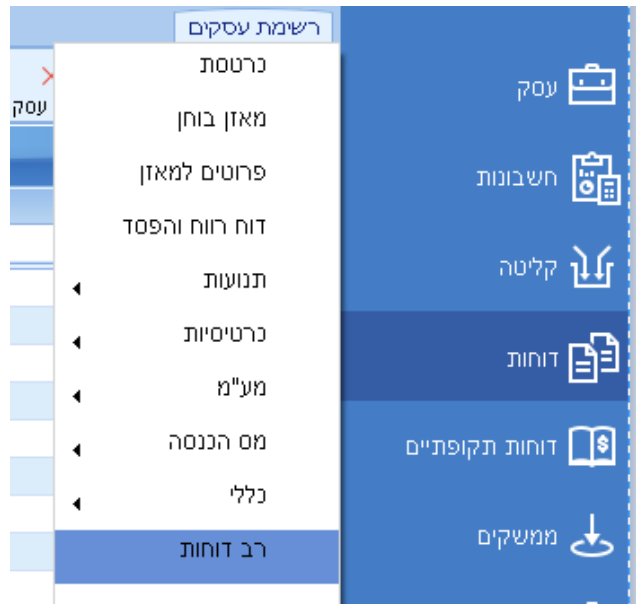 עסק
חשבונות
קליטה
דוחות
דוחות תקופתיים
ממשקים
רשימת עסקים
כרטסת
מאזן בוחן
פרוטים למאזן
דוח רווח והפסד
תנועות
כרטיסיות
מע"מ
מס הכנסה
כללי
רב דוחות
עסק